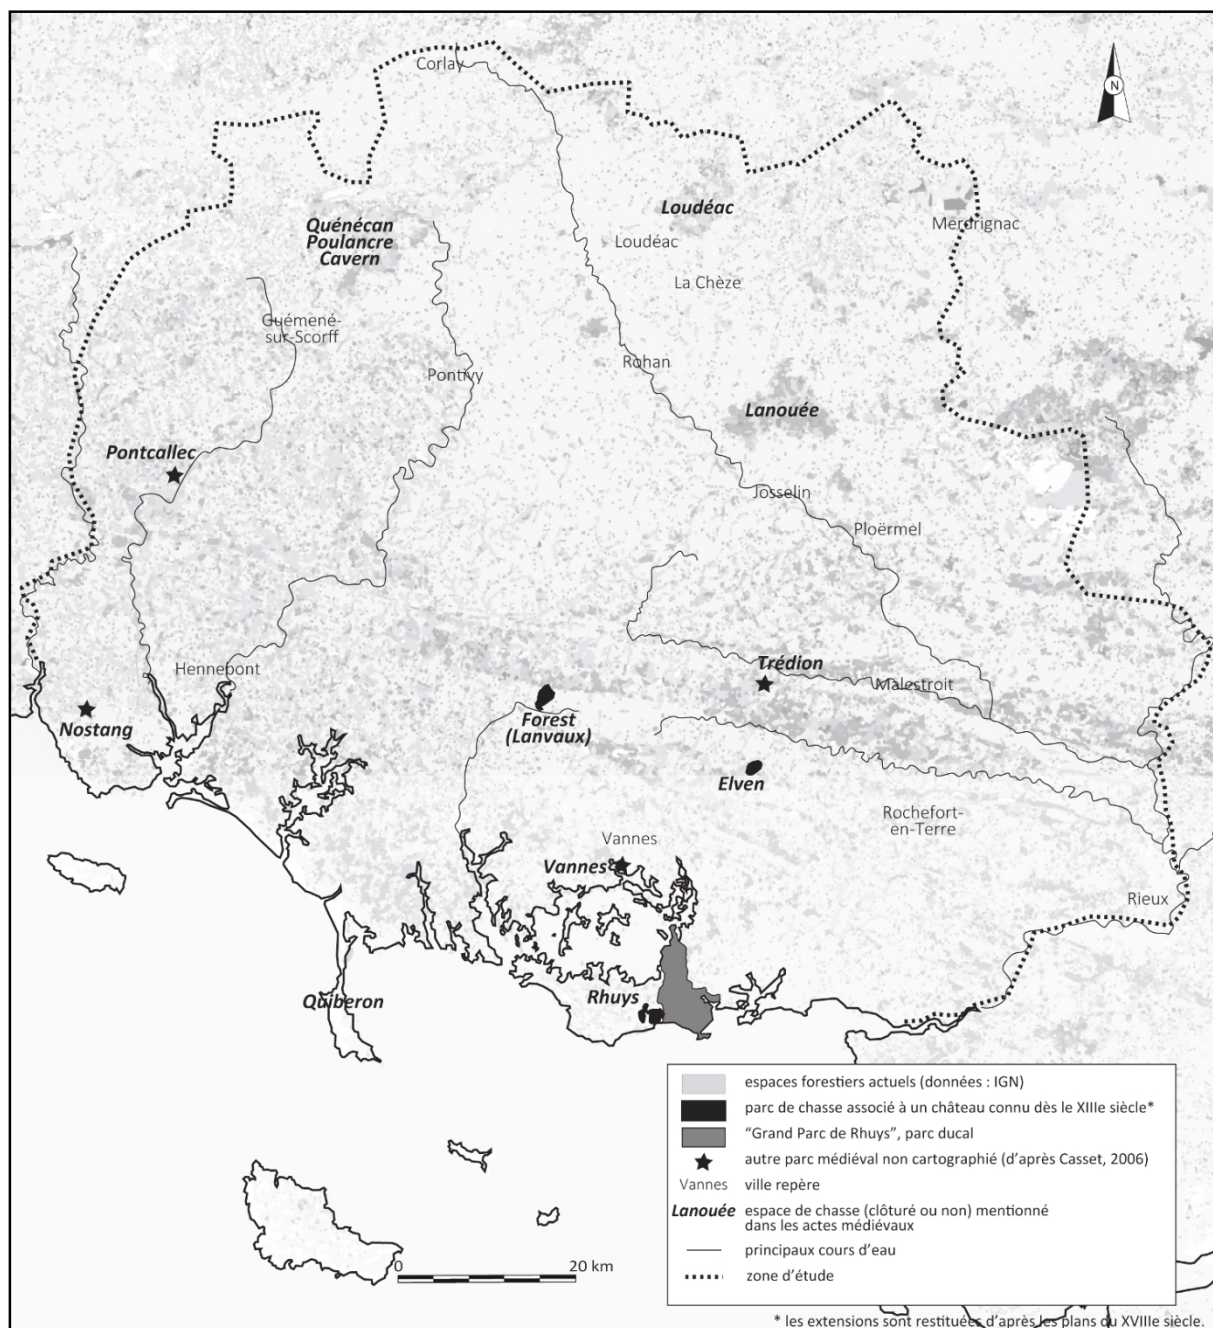 Corlay
N
Loudéac
Merdrignac
Quénécan
Poulancre
Cavern
Loudéac
La Chèze
Guémené-
sur-Scorff
Rohan
Pontivy
Lanouée
Pontcallec
Josselin
Ploërmel
Hennebont
Trédion
Malestroit
Nostang
Forest
(Lanvaux)
Elven
Rochefort-
en-Terre
Vannes
Vannes
Rieux
Rhuys
Quiberon
espaces forestiers actuels (données : IGN)
parc de chasse associé à un château connu dès le XIIIe siècle*
“Grand Parc de Rhuys”, parc ducal
autre parc médiéval non cartographié (d’après Casset, 2006)
Vannes ville repère
Lanouée espace de chasse (clôturé ou non) mentionné
dans les actes médiévaux
principaux cours d’eau
zone d’étude
0 20 km
* les extensions sont restituées d’après les plans du XVIIIe siècle.